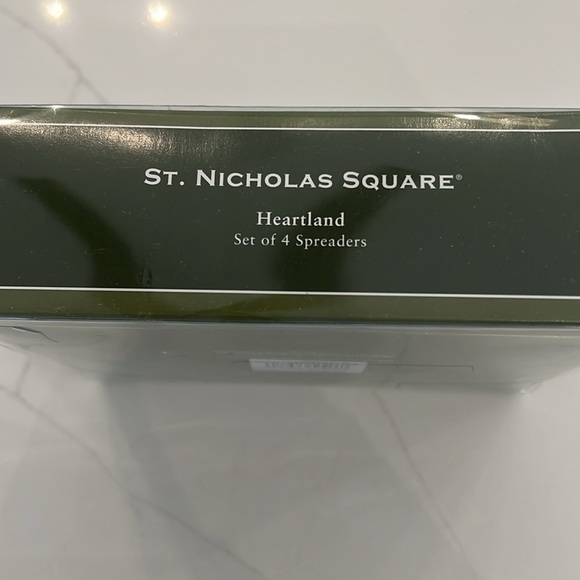 ST. NICHOLAS SQUARE®
Heartland
Set of 4 Spreaders